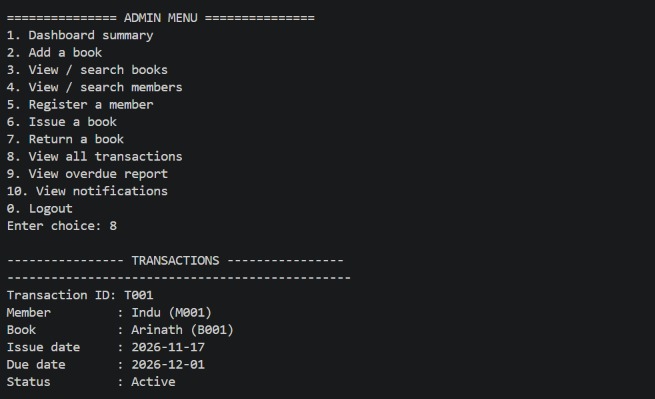 =============== ADMIN MENU ===============
1. Dashboard summary
2. Add a book
3. View / search books
4. View / search members
5. Register a member
6. Issue a book
7. Return a book
8. View all transactions
9. View overdue report
10. View notifications
0. Logout
Enter choice: 8
---------------- TRANSACTIONS ----------------
-----------------------------------------------
Transaction ID: T001
Member         : Indu (M001)
Book           : Arinath (B001)
Issue date     : 2026-11-17
Due date       : 2026-12-01
Status         : Active